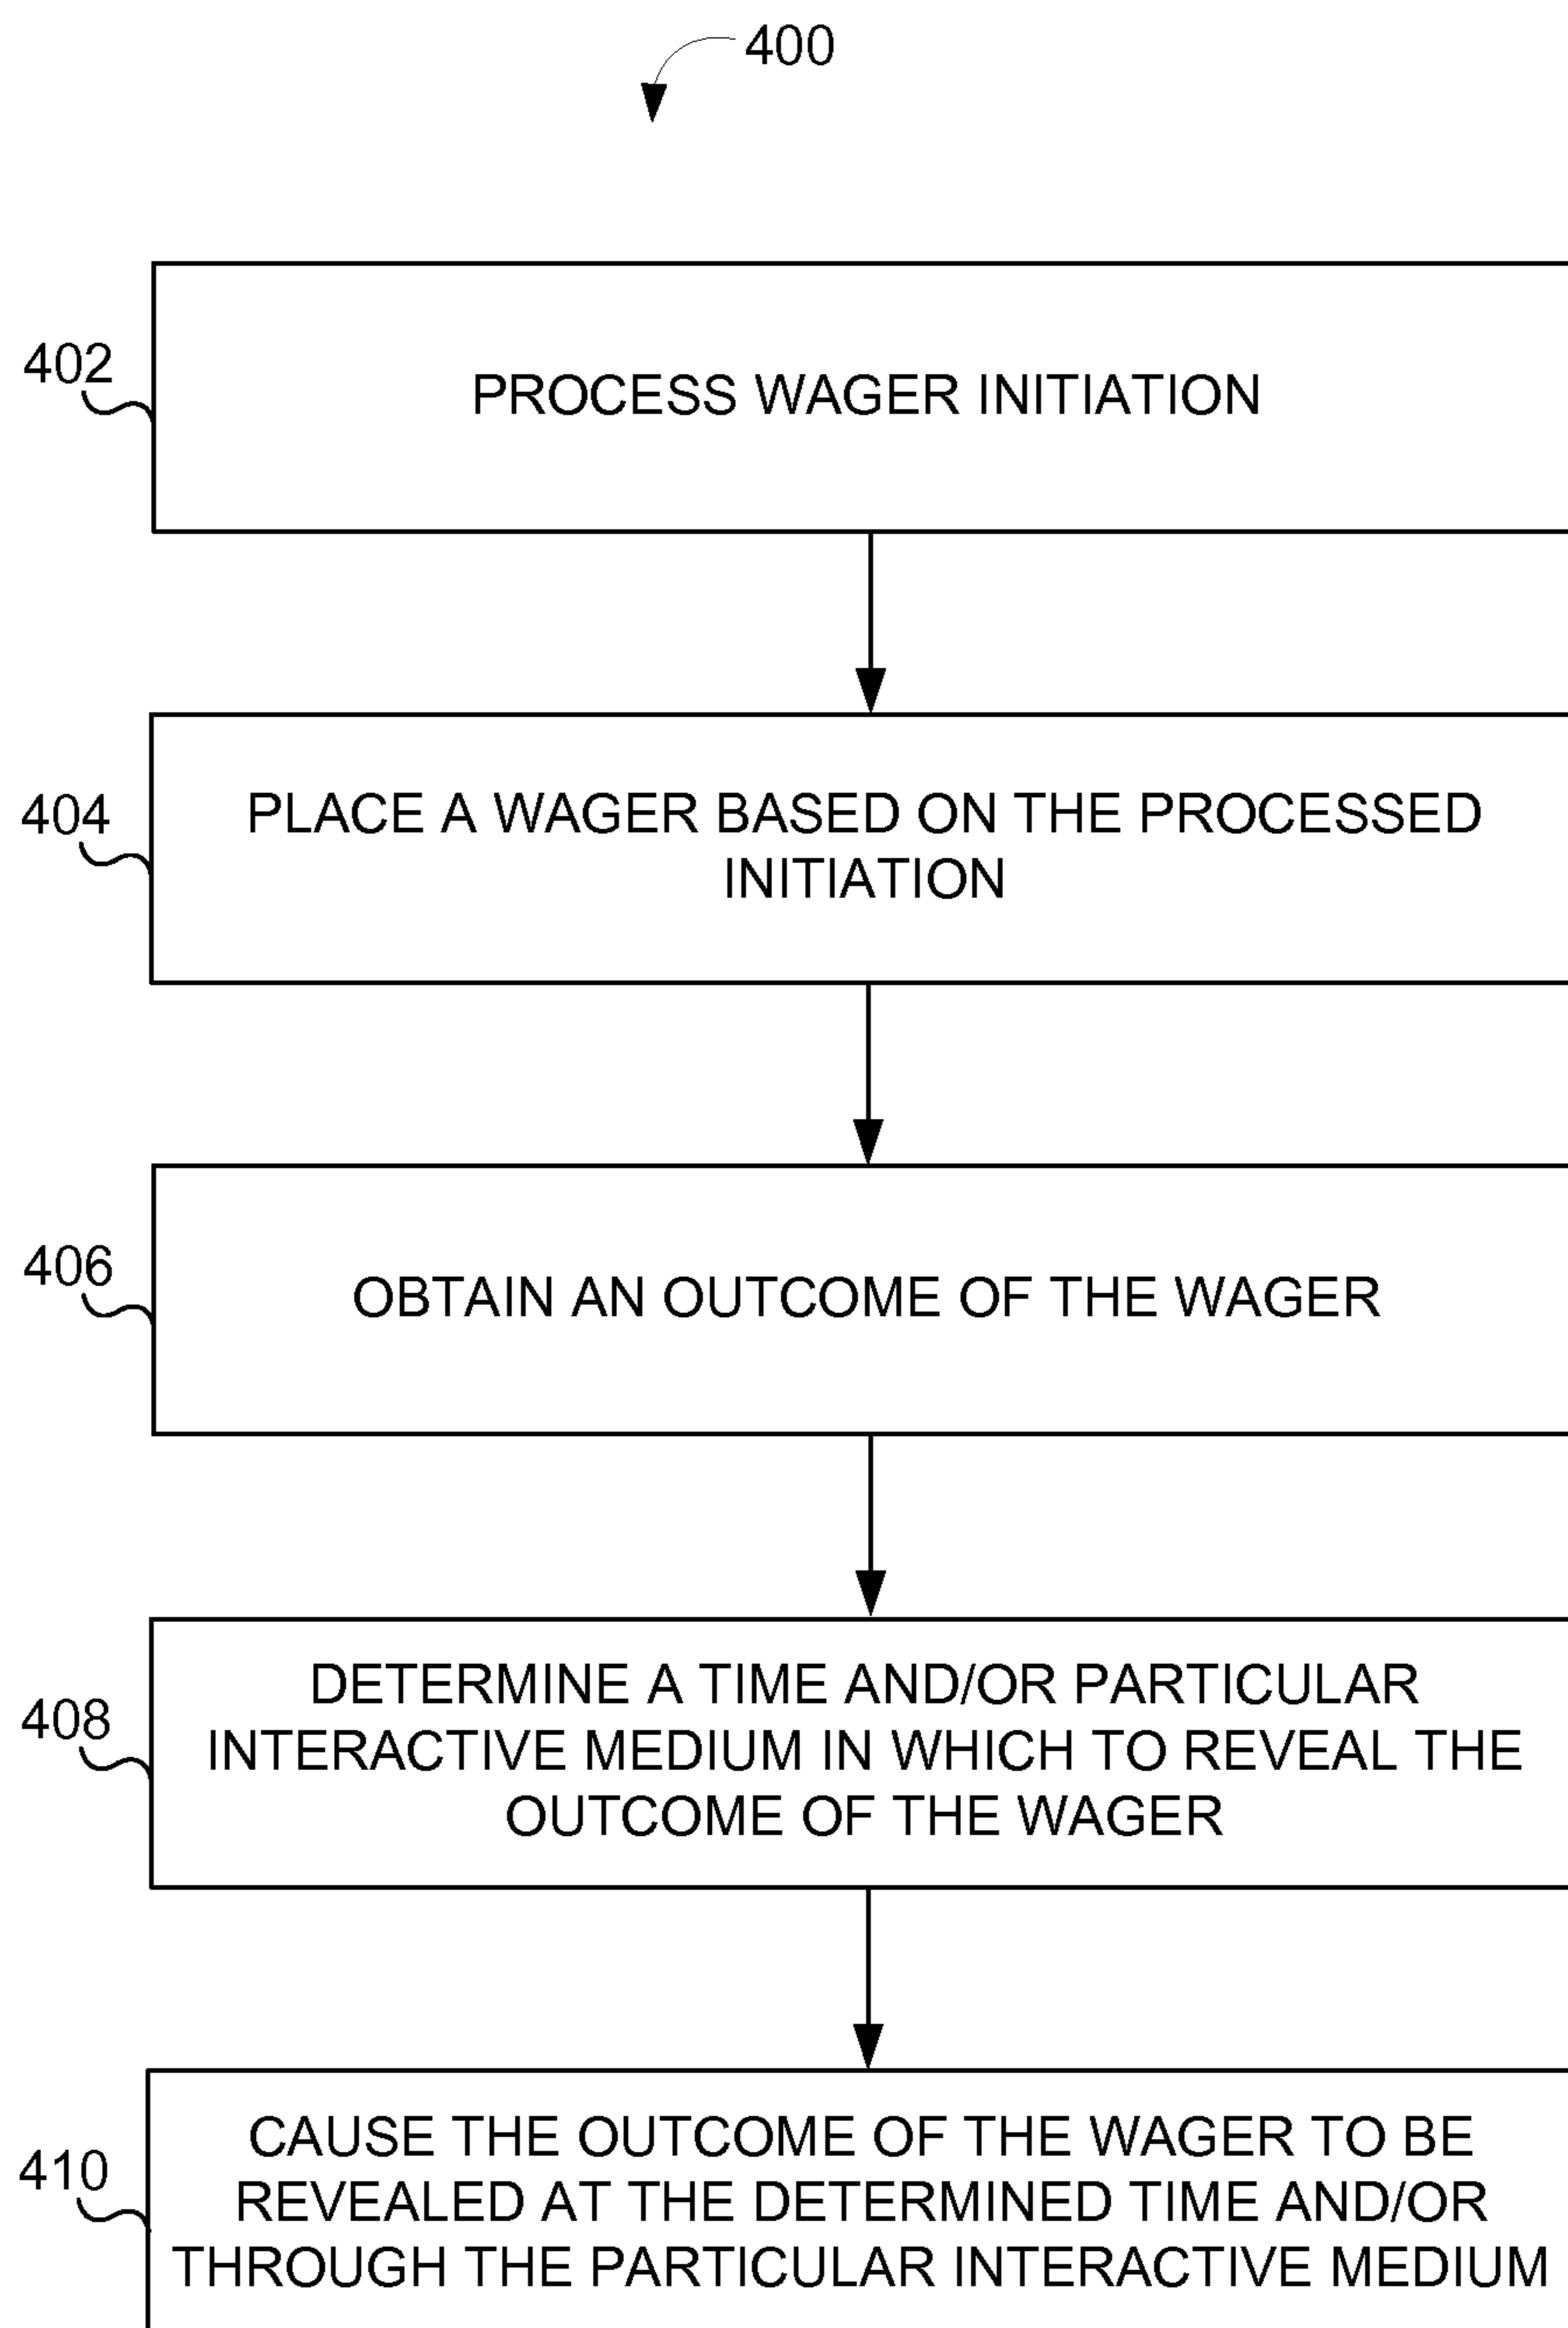 400
402
PROCESS WAGER INITIATION
404
PLACE A WAGER BASED ON THE PROCESSED
INITIATION
406
OBTAIN AN OUTCOME OF THE WAGER
408
DETERMINE A TIME AND/OR PARTICULAR
INTERACTIVE MEDIUM IN WHICH TO REVEAL THE
OUTCOME OF THE WAGER
410
CAUSE THE OUTCOME OF THE WAGER TO BE
REVEALED AT THE DETERMINED TIME AND/OR
THROUGH THE PARTICULAR INTERACTIVE MEDIUM